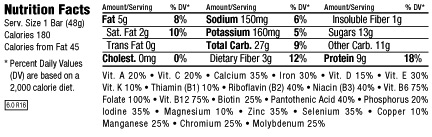 Nutrition Facts
Serv. Size 1 Bar (48g)
Calories 180
Calories from Fat 45
* Percent Daily Values
(DV) are based on a
2,000 calorie diet.
6.0 R16
Amount/Serving % DV*
Fat 5g 8%
Sat. Fat 2g 10%
Trans Fat 0g
Cholest. 0mg 0%
Amount/Serving % DV*
Sodium 150mg 6%
Potassium 160mg 5%
Total Carb. 27g 9%
Dietary Fiber 3g 12%
Amount/Serving % DV*
Insoluble Fiber 1g
Sugars 13g
Other Carb. 11g
Protein 9g 18%
Vit. A 20% • Vit. C 20% • Calcium 35% • Iron 30% • Vit. D 15% • Vit. E 30%
Vit. K 10% • Thiamin (B1) 10% • Riboflavin (B2) 40% • Niacin (B3) 40% • Vit. B6 75%
Folate 100% • Vit. B12 75% • Biotin 25% • Pantothenic Acid 40% • Phosphorus 20%
Iodine 35% • Magnesium 10% • Zinc 35% • Selenium 35% • Copper 10%
Manganese 25% • Chromium 25% • Molybdenum 25%